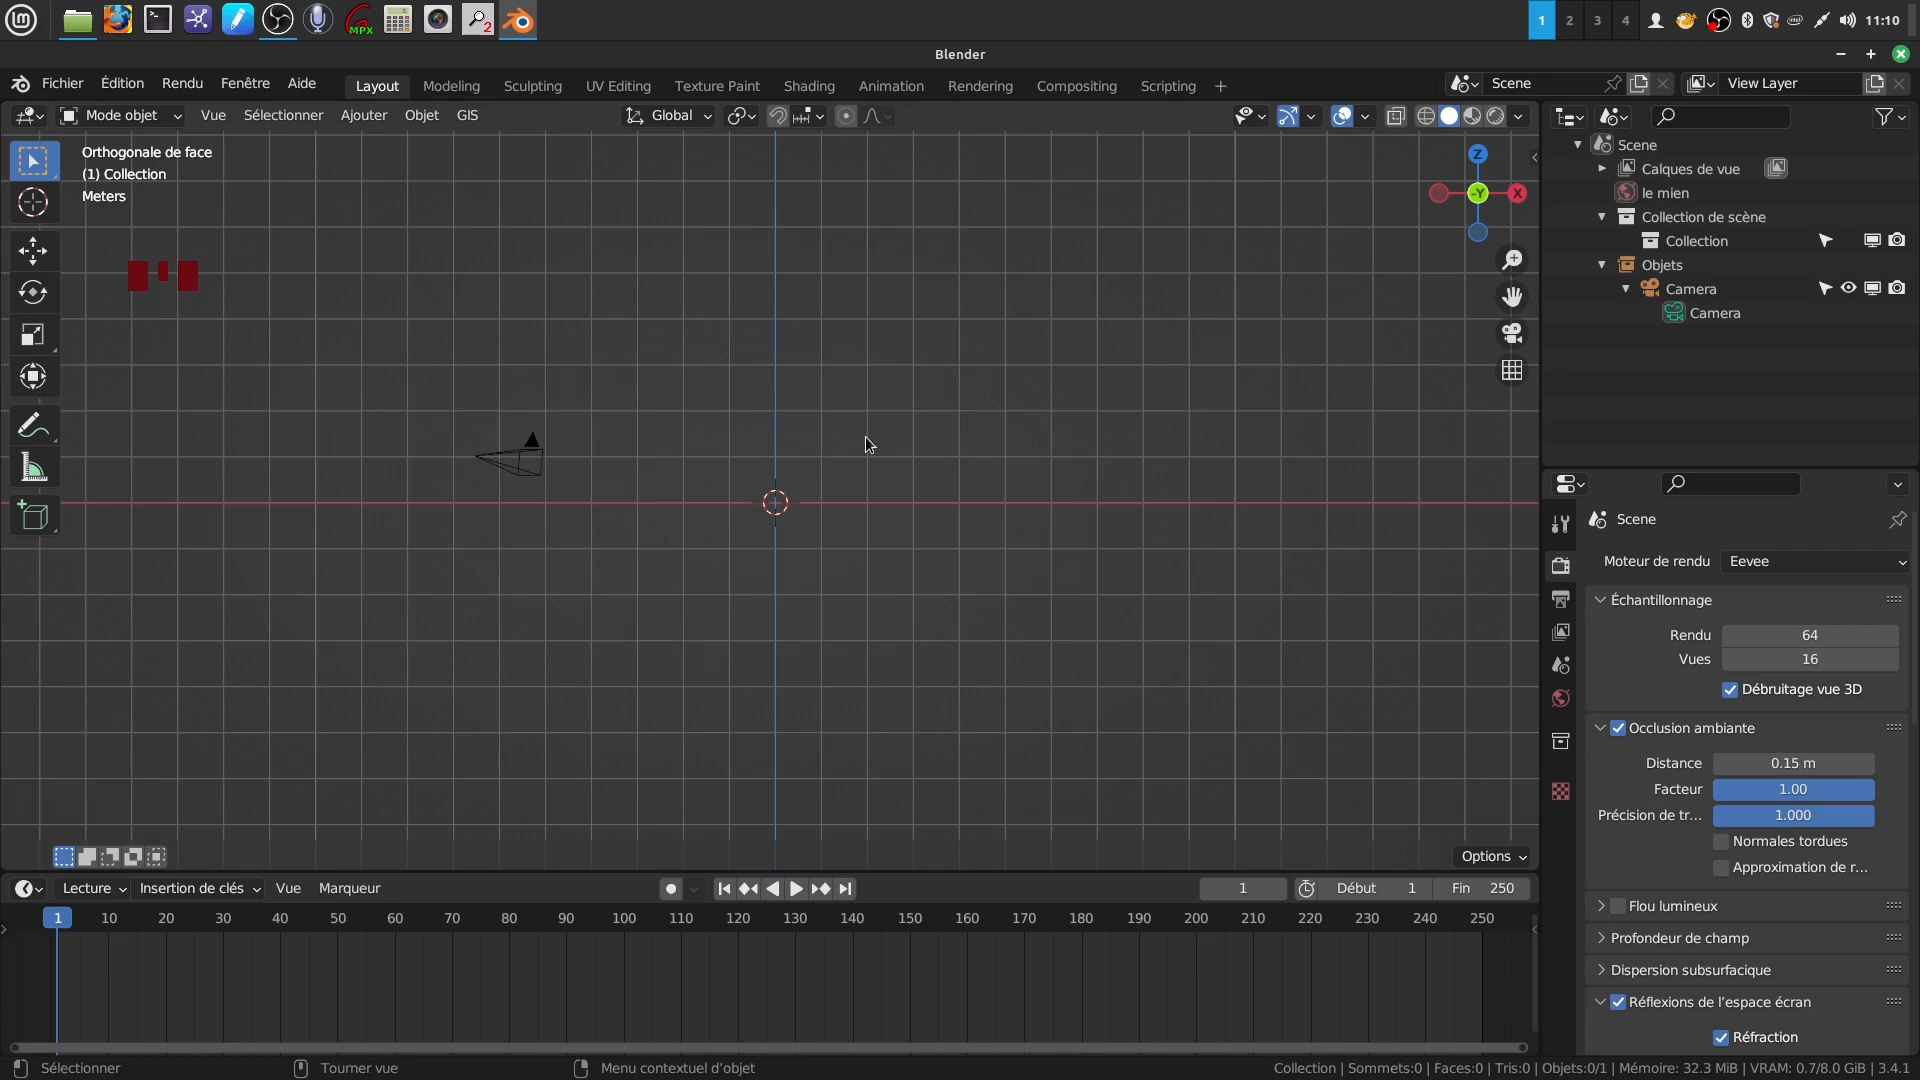 MPX
2
1
2
3
4
11:10
Blender
Fichier Édition Rendu Fenêtre Aide
Layout Modeling Sculpting UV Editing Texture Paint Shading Animation Rendering Compositing Scripting +
Scene
View Layer
Mode objet Vue Sélectionner Ajouter Objet GIS
Global
Orthogonale de face
(1) Collection
Meters
Z
-Y
X
Options
Scene
Calques de vue
le mien
Collection de scène
Collection
Objets
Camera
Camera
Scene
Moteur de rendu Eevee
Échantillonnage
Rendu 64
Vues 16
Débruitage vue 3D
Occlusion ambiante
Distance 0.15 m
Facteur 1.00
Précision de tr... 1.000
Normales tordues
Approximation de r...
Flou lumineux
Profondeur de champ
Dispersion subsurfacique
Réflexions de l’espace écran
Réfraction
Lecture Insertion de clés Vue Marqueur
1
Début 1
Fin 250
1 10 20 30 40 50 60 70 80 90 100 110 120 130 140 150 160 170 180 190 200 210 220 230 240 250
Sélectionner
Tourner vue
Menu contextuel d’objet
Collection | Sommets:0 | Faces:0 | Tris:0 | Objets:0/1 | Mémoire: 32.3 MiB | VRAM: 0.7/8.0 GiB | 3.4.1